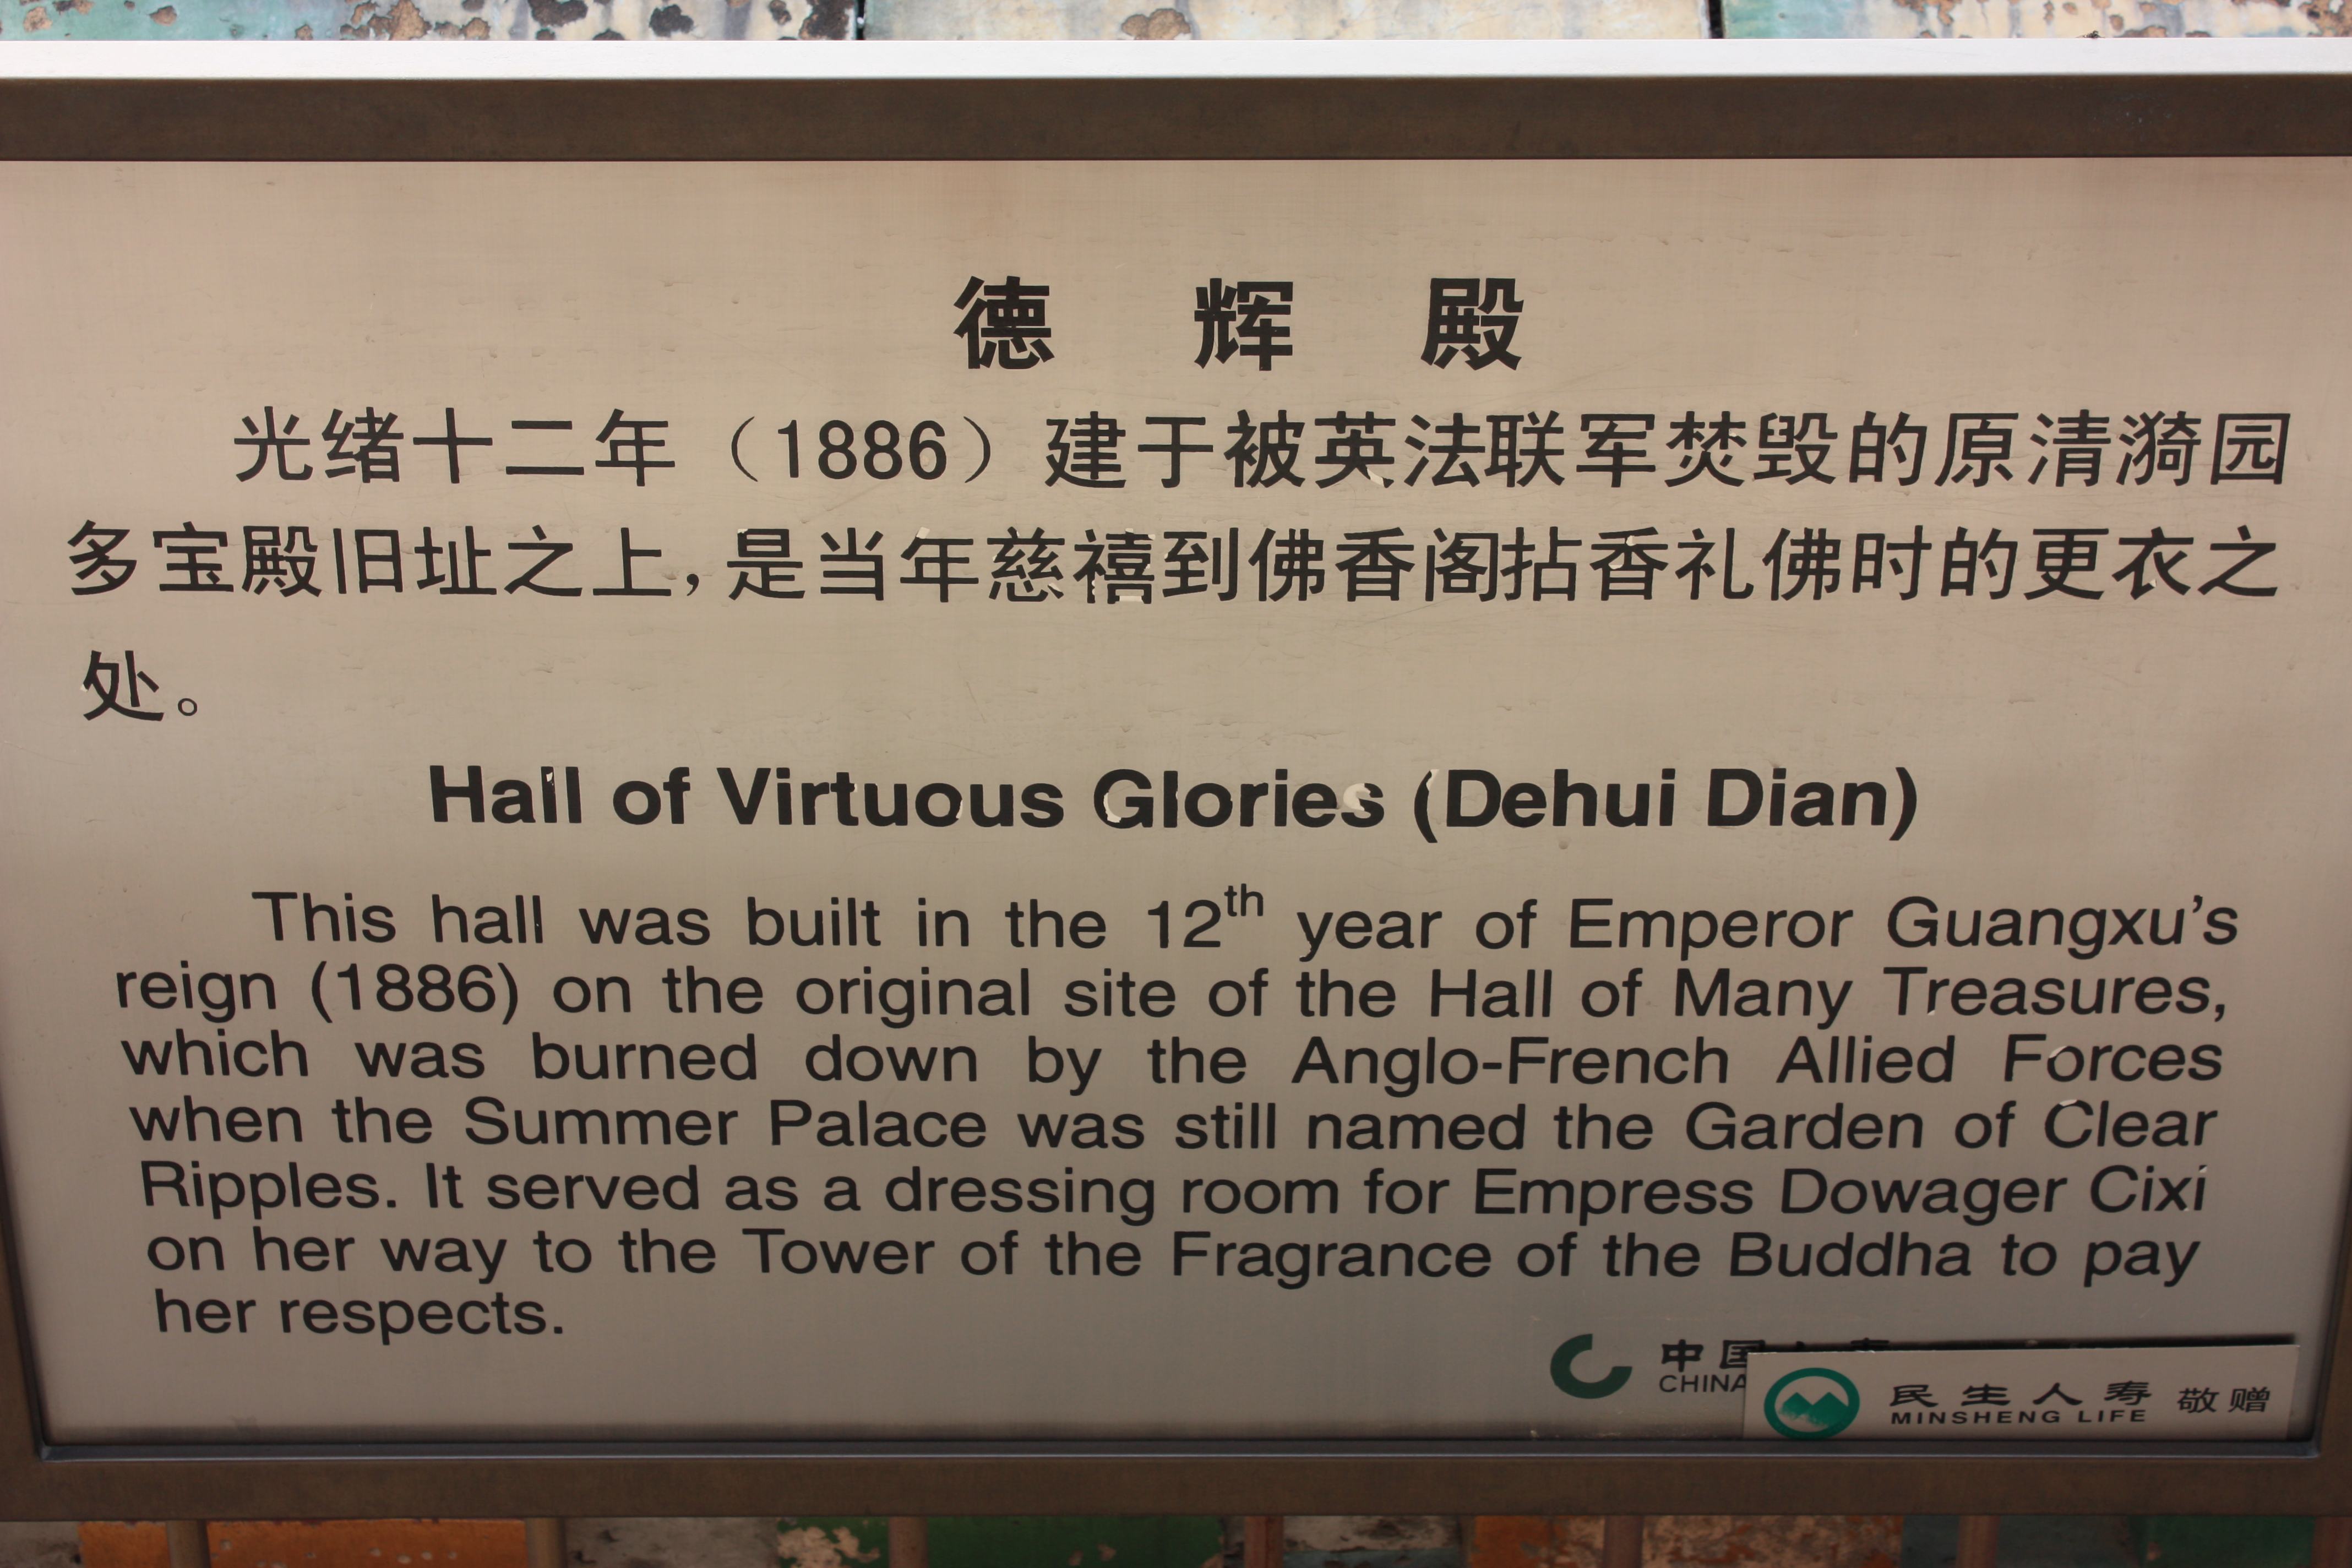 德 辉 殿
光绪十二年（1886）建于被英法联军焚毁的原清漪园
多宝殿旧址之上，是当年慈禧到佛香阁拈香礼佛时的更衣之
处。
Hall of Virtuous Glories (Dehui Dian)
This hall was built in the 12th year of Emperor Guangxu's
reign (1886) on the original site of the Hall of Many Treasures,
which was burned down by the Anglo-French Allied Forces
when the Summer Palace was still named the Garden of Clear
Ripples. It served as a dressing room for Empress Dowager Cixi
on her way to the Tower of the Fragrance of the Buddha to pay
her respects.
中国
CHINA
民生人寿 敬赠
MINSHENG LIFE